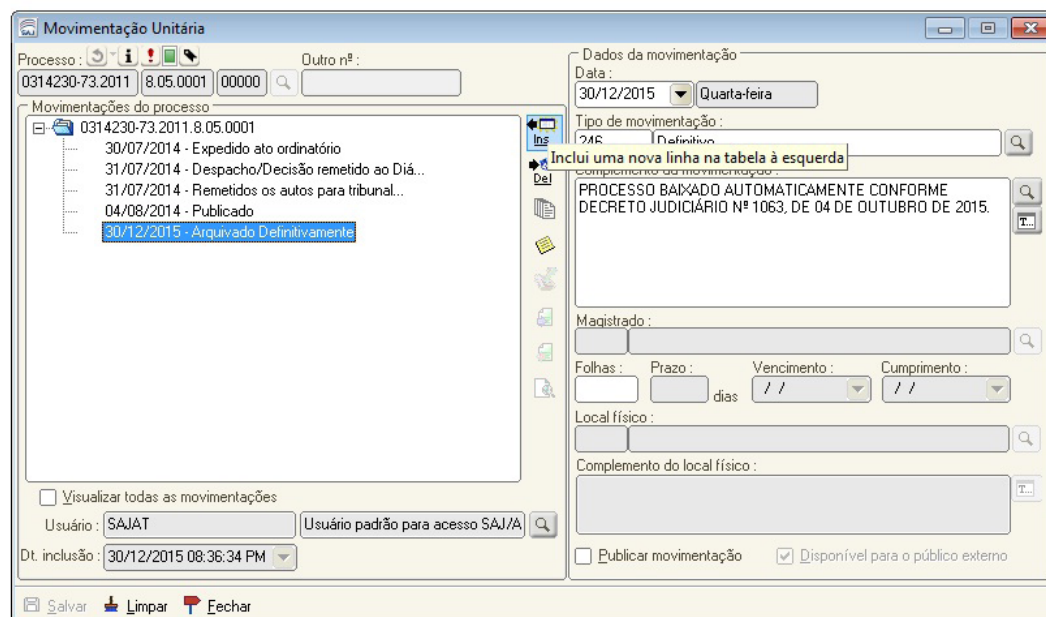 Movimentação Unitária
Processo :
Outro nº :
0314230-73.2011 8.05.0001 00000
Movimentações do processo
0314230-73.2011.8.05.0001
30/07/2014 - Expedido ato ordinatório
31/07/2014 - Despacho/Decisão remetido ao Diá...
31/07/2014 - Remetidos os autos para tribunal...
04/08/2014 - Publicado
30/12/2015 - Arquivado Definitivamente
Ins
Del
Visualizar todas as movimentações
Usuário : SAJAT Usuário padrão para acesso SAJ/A
Dt. inclusão : 30/12/2015 08:36:34 PM
Dados da movimentação
Data :
30/12/2015 Quarta-feira
Tipo de movimentação :
246 Definitivo
Inclui uma nova linha na tabela à esquerda
Complemento da movimentação :
PROCESSO BAIXADO AUTOMATICAMENTE CONFORME
DECRETO JUDICIÁRIO Nº 1063, DE 04 DE OUTUBRO DE 2015.
T...
Magistrado :
Folhas : Prazo : Vencimento : Cumprimento :
dias / / / /
Local físico :
Complemento do local físico :
T...
Publicar movimentação Disponível para o público externo
Salvar Limpar Fechar